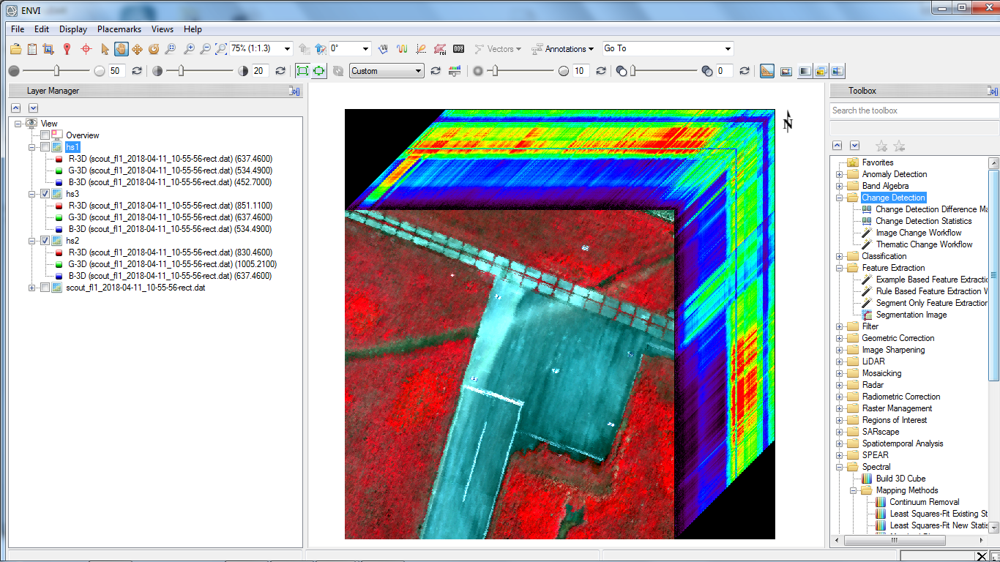 ENVI
File Edit Display Placemarks Views Help
75% (1:1.3) 0° Vectors Annotations Go To
50 20 Custom 10 0
Layer Manager
View
Overview
hs1
R-3D (scout_fl1_2018-04-11_10-55-56-rect.dat) (637.4600)
G-3D (scout_fl1_2018-04-11_10-55-56-rect.dat) (534.4900)
B-3D (scout_fl1_2018-04-11_10-55-56-rect.dat) (452.7000)
hs3
R-3D (scout_fl1_2018-04-11_10-55-56-rect.dat) (851.1100)
G-3D (scout_fl1_2018-04-11_10-55-56-rect.dat) (637.4600)
B-3D (scout_fl1_2018-04-11_10-55-56-rect.dat) (534.4900)
hs2
R-3D (scout_fl1_2018-04-11_10-55-56-rect.dat) (830.4600)
G-3D (scout_fl1_2018-04-11_10-55-56-rect.dat) (1005.2100)
B-3D (scout_fl1_2018-04-11_10-55-56-rect.dat) (637.4600)
scout_fl1_2018-04-11_10-55-56-rect.dat
N
Toolbox
Search the toolbox
Favorites
Anomaly Detection
Band Algebra
Change Detection
Change Detection Difference Ma
Change Detection Statistics
Image Change Workflow
Thematic Change Workflow
Classification
Feature Extraction
Example Based Feature Extractic
Rule Based Feature Extraction W
Segment Only Feature Extraction
Segmentation Image
Filter
Geometric Correction
Image Sharpening
LiDAR
Mosaicking
Radar
Radiometric Correction
Raster Management
Regions of Interest
SARscape
Spatiotemporal Analysis
SPEAR
Spectral
Build 3D Cube
Mapping Methods
Continuum Removal
Least Squares-Fit Existing St
Least Squares-Fit New Statis